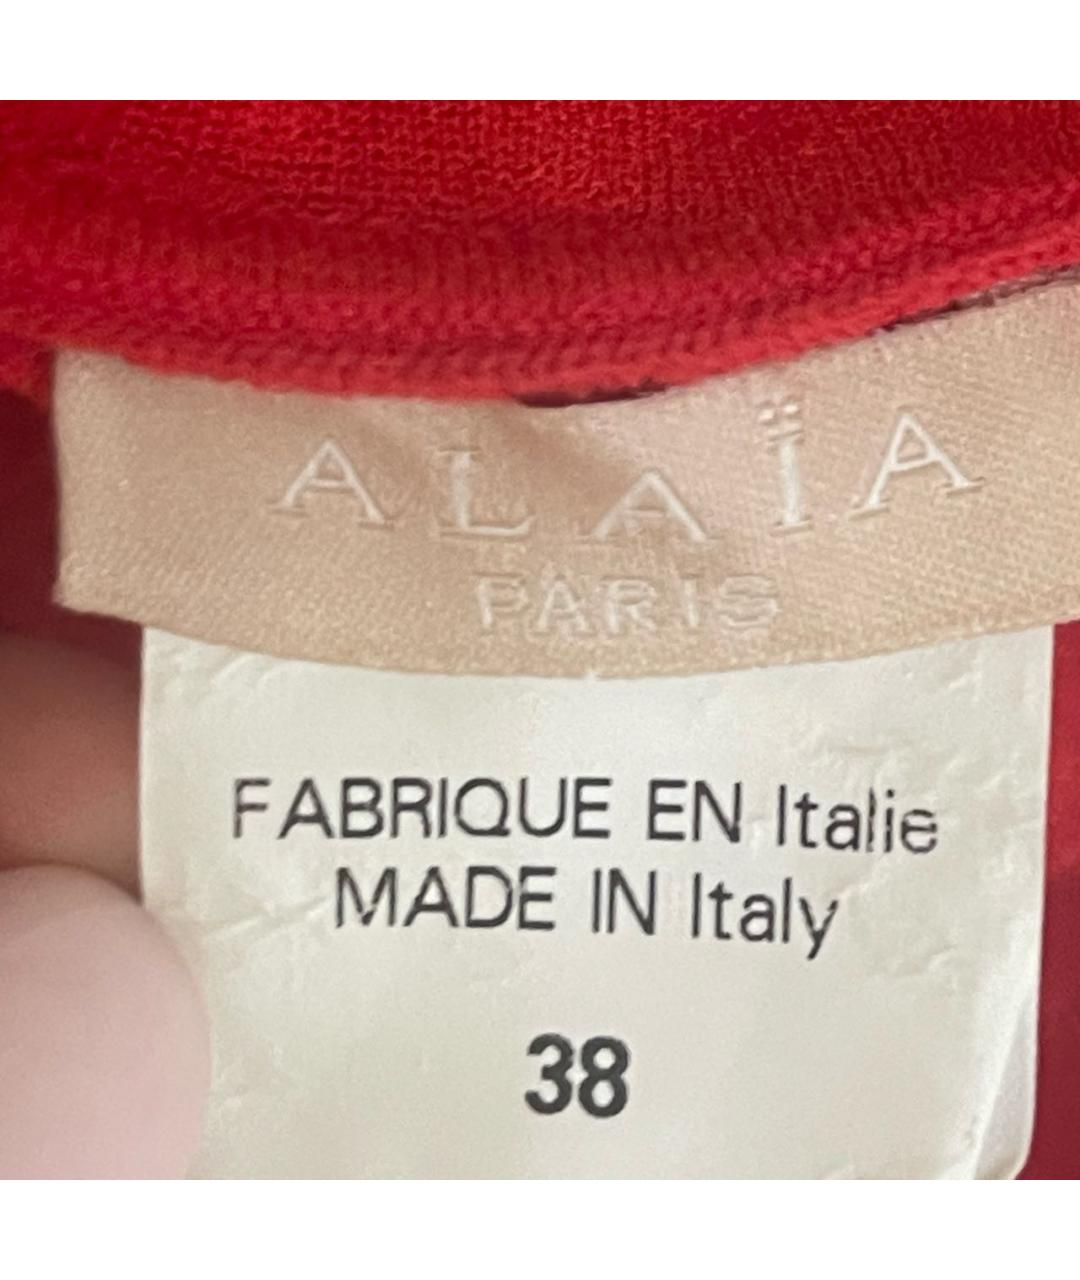 ALAÏA
PARIS
FABRIQUE EN Italie
MADE IN Italy
38